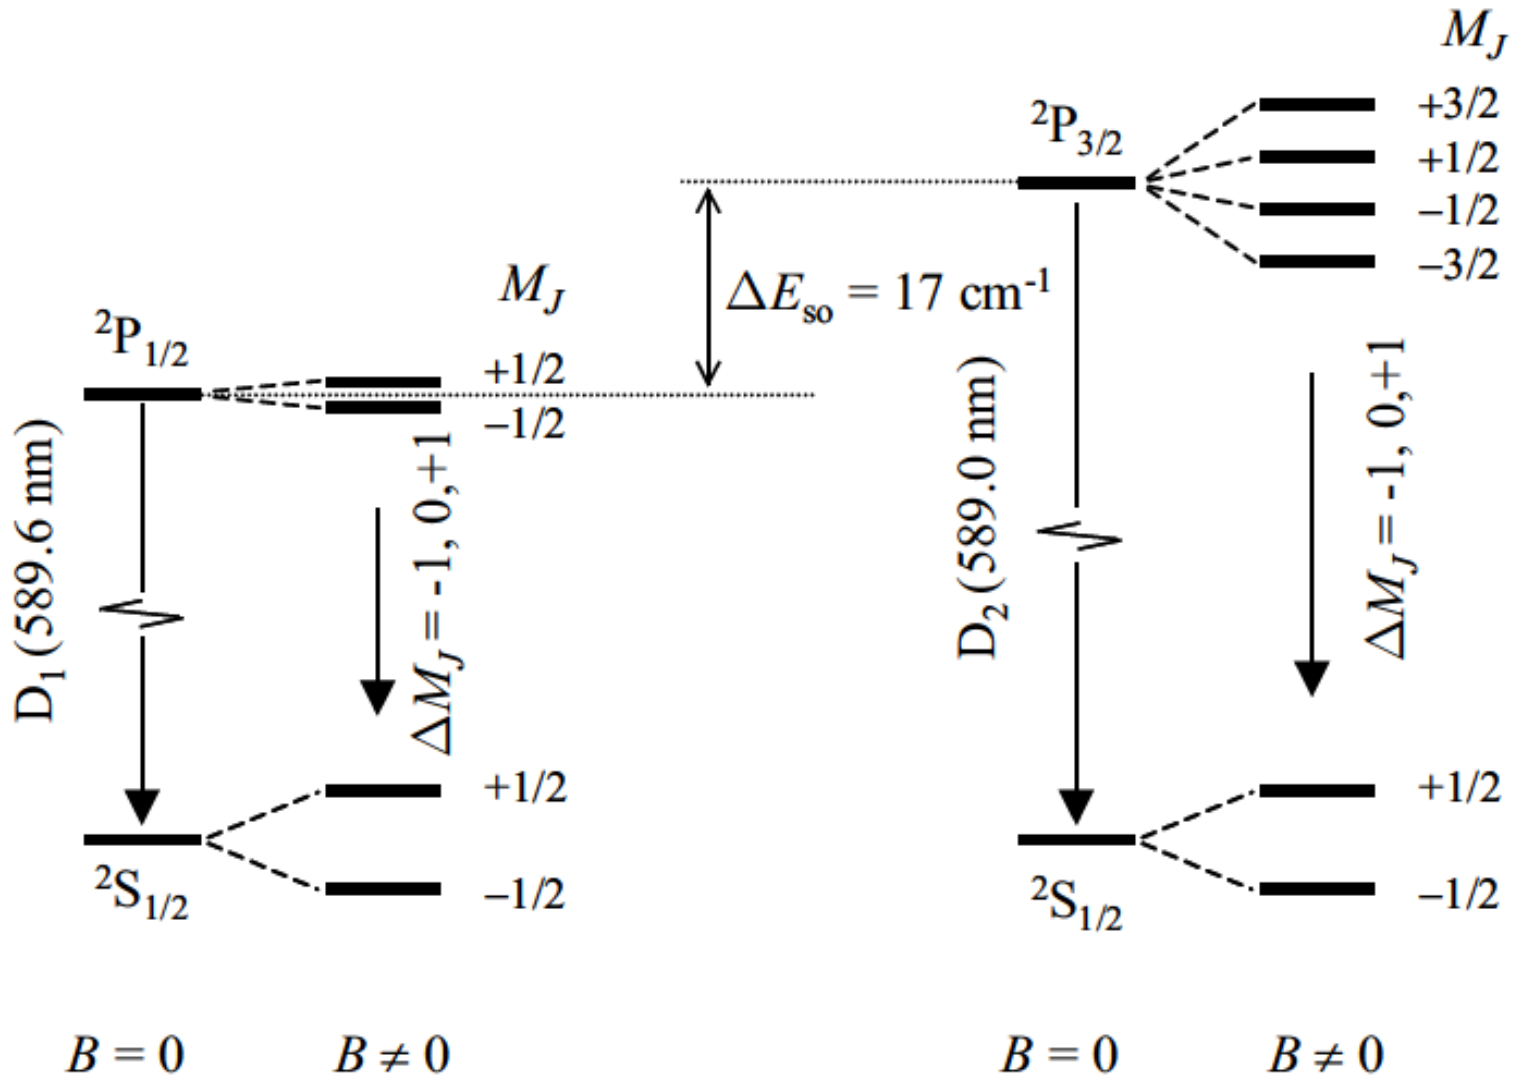 M_J
+3/2
²P_3/2
+1/2
−1/2
−3/2
ΔE_so = 17 cm⁻¹
M_J
²P_1/2
+1/2
−1/2
D₁ (589.6 nm)
ΔM_J = -1, 0,+1
D₂ (589.0 nm)
ΔM_J = -1, 0,+1
+1/2
−1/2
²S_1/2
+1/2
−1/2
²S_1/2
B = 0
B ≠ 0
B = 0
B ≠ 0